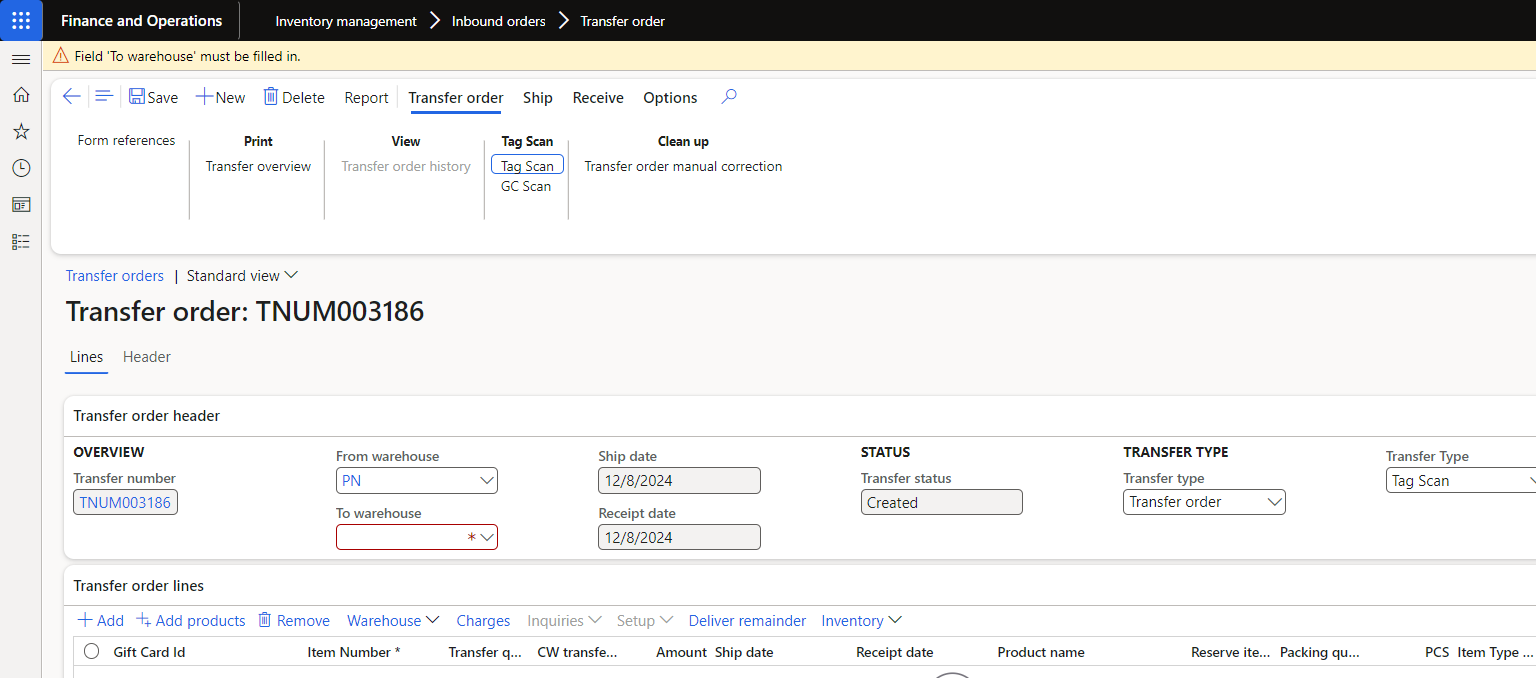 Finance and Operations Inventory management Inbound orders Transfer order
Field 'To warehouse' must be filled in.
Save New Delete Report Transfer order Ship Receive Options
Form references Print View Tag Scan Clean up
Transfer overview Transfer order history Tag Scan Transfer order manual correction
GC Scan
Transfer orders | Standard view
Transfer order: TNUM003186
Lines Header
Transfer order header
OVERVIEW From warehouse Ship date STATUS TRANSFER TYPE Transfer Type
Transfer number PN 12/8/2024 Transfer status Transfer type Tag Scan
TNUM003186 To warehouse Receipt date Created Transfer order
* 12/8/2024
Transfer order lines
Add Add products Remove Warehouse Charges Inquiries Setup Deliver remainder Inventory
Gift Card Id Item Number * Transfer q... CW transfe... Amount Ship date Receipt date Product name Reserve ite... Packing qu... PCS Item Type ...